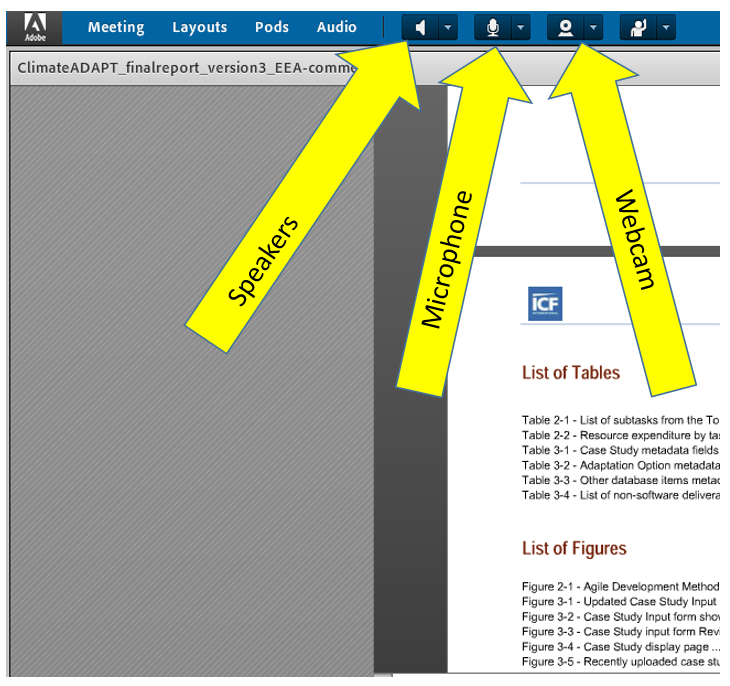 Adobe
Meeting Layouts Pods Audio
ClimateADAPT_finalreport_version3_EEA-comme
Speakers
Microphone
Webcam
ICF
INTERNATIONAL
List of Tables
Table 2-1 - List of subtasks from the To
Table 2-2 - Resource expenditure by ta
Table 3-1 - Case Study metadata fields
Table 3-2 - Adaptation Option metadata
Table 3-3 - Other database items metad
Table 3-4 - List of non-software delivera
List of Figures
Figure 2-1 - Agile Development Method
Figure 3-1 - Updated Case Study Input
Figure 3-2 - Case Study Input form sho
Figure 3-3 - Case Study input form Revi
Figure 3-4 - Case Study display page ...
Figure 3-5 - Recently uploaded case stu